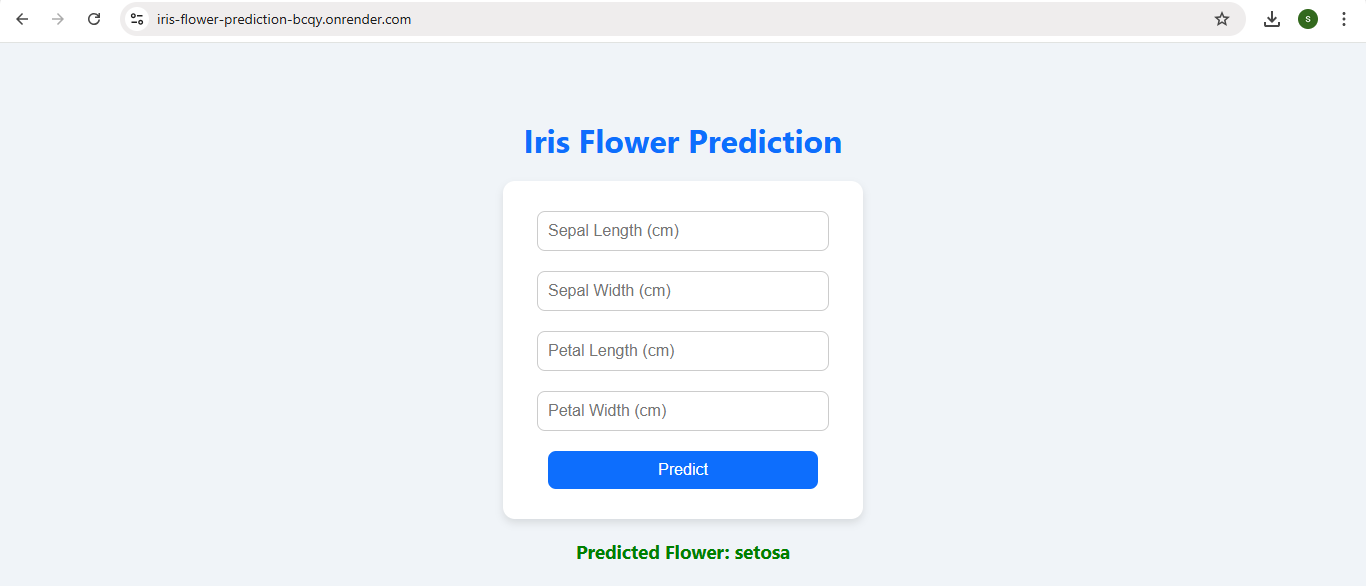 iris-flower-prediction-bcqy.onrender.com
S
Iris Flower Prediction
Sepal Length (cm)
Sepal Width (cm)
Petal Length (cm)
Petal Width (cm)
Predict
Predicted Flower: setosa